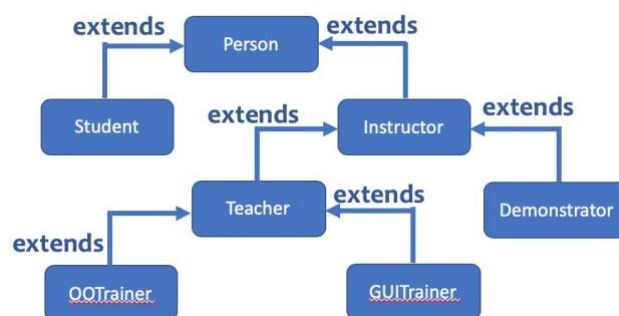 extends
Person
extends
Student
extends
Instructor
extends
Teacher
extends
Demonstrator
extends
OOTrainer
GUITrainer